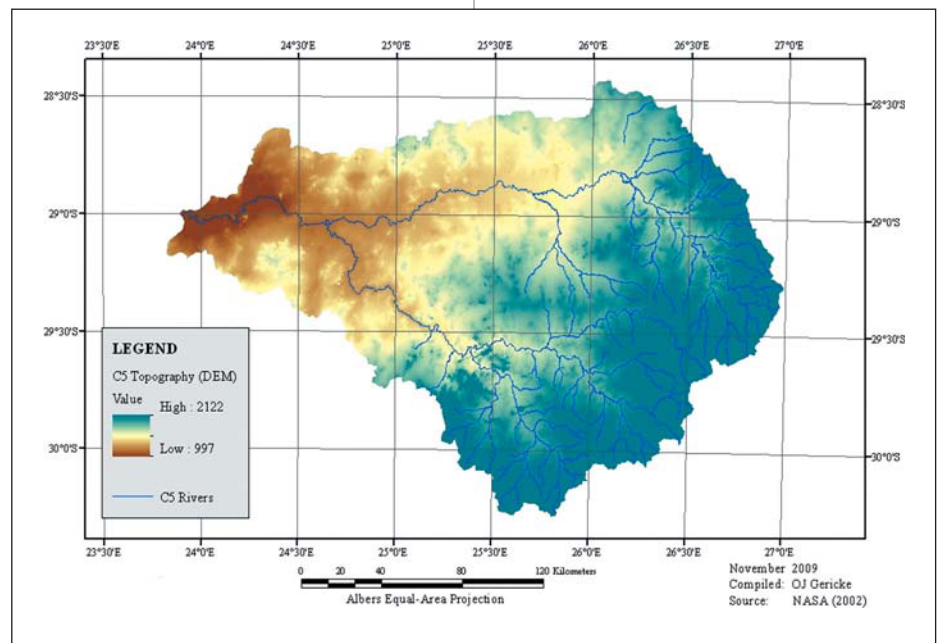 23°30'E 24°0'E 24°30'E 25°0'E 25°30'E 26°0'E 26°30'E 27°0'E
28°30'S 28°30'S
29°0'S 29°0'S
29°30'S 29°30'S
30°0'S 30°0'S
LEGEND
C5 Topography (DEM)
Value
High : 2122
Low : 997
C5 Rivers
23°30'E 24°0'E 24°30'E 25°0'E 25°30'E 26°0'E 26°30'E 27°0'E
0 20 40 80 120 Kilometers
Albers Equal-Area Projection
November 2009
Compiled: OJ Gericke
Source: NASA (2002)